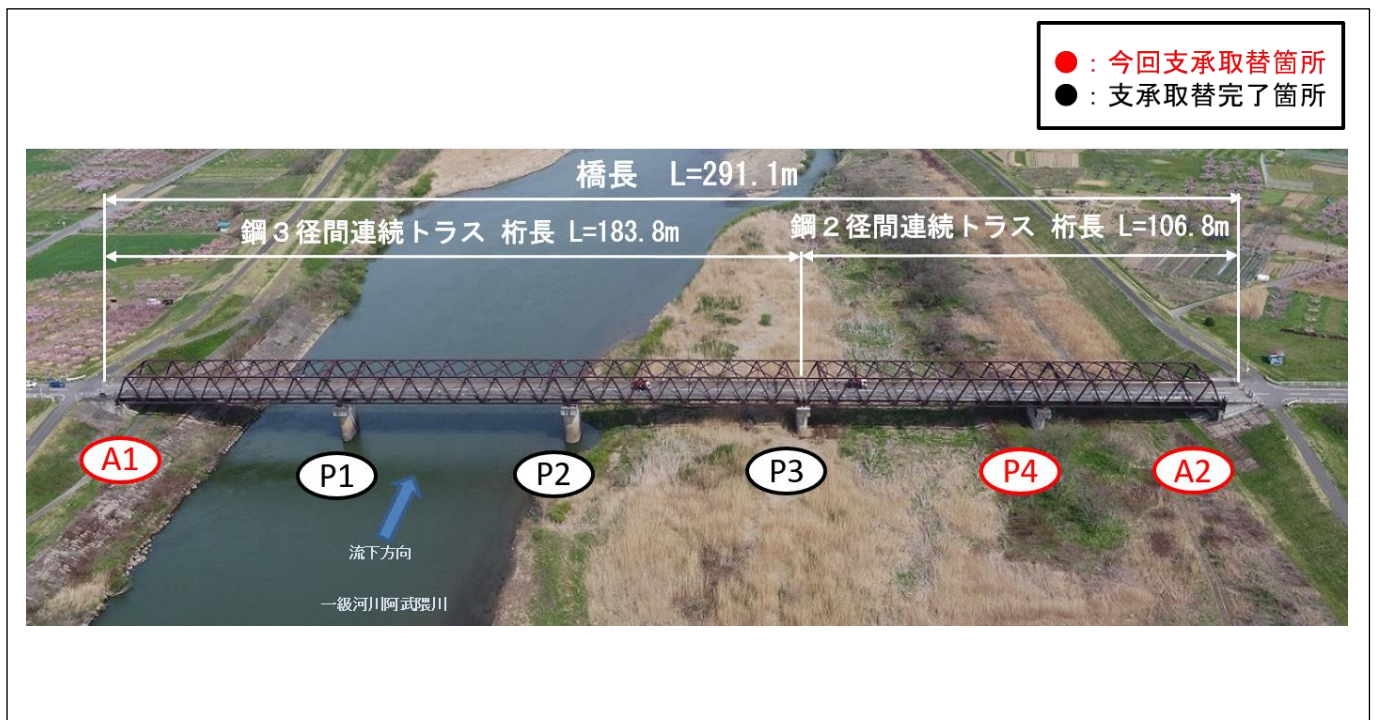 ●：今回支承取替箇所
●：支承取替完了箇所
橋長　L=291.1m
鋼３径間連続トラス 桁長 L=183.8m
鋼２径間連続トラス 桁長 L=106.8m
A1
P1
P2
P3
P4
A2
流下方向
一級河川阿武隈川